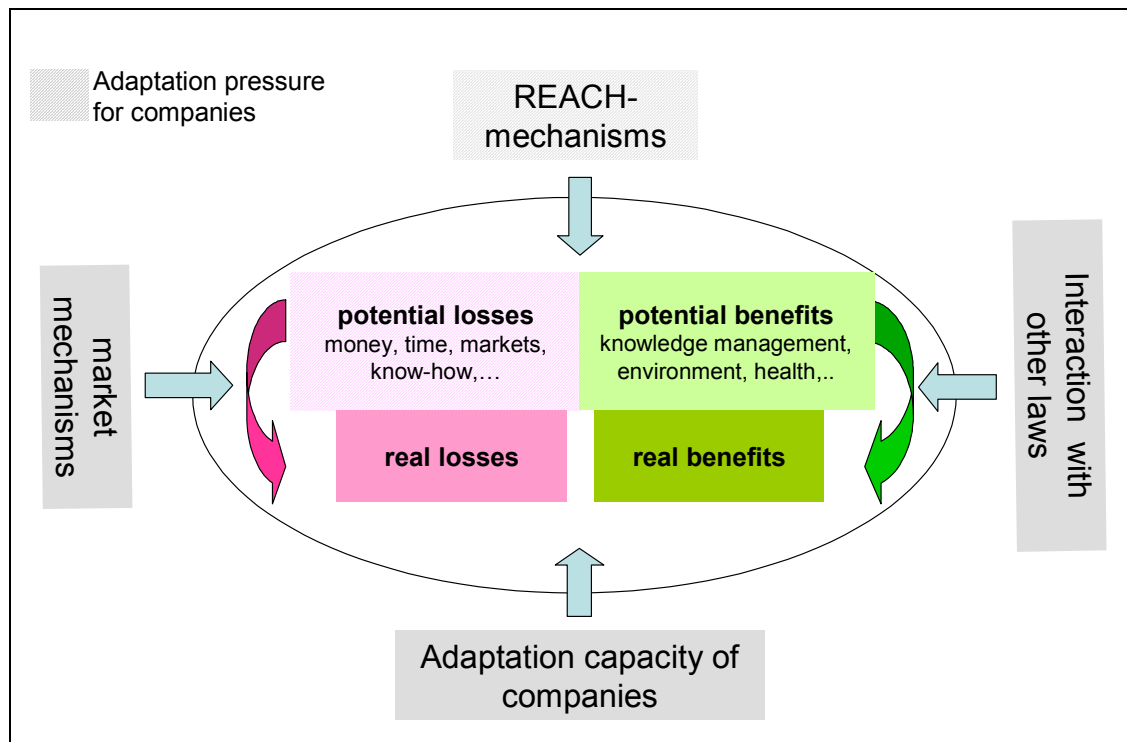 Adaptation pressure
for companies
REACH-
mechanisms
market
mechanisms
potential losses
money, time, markets,
know-how,…
potential benefits
knowledge management,
environment, health,..
real losses
real benefits
Interaction with
other laws
Adaptation capacity of
companies